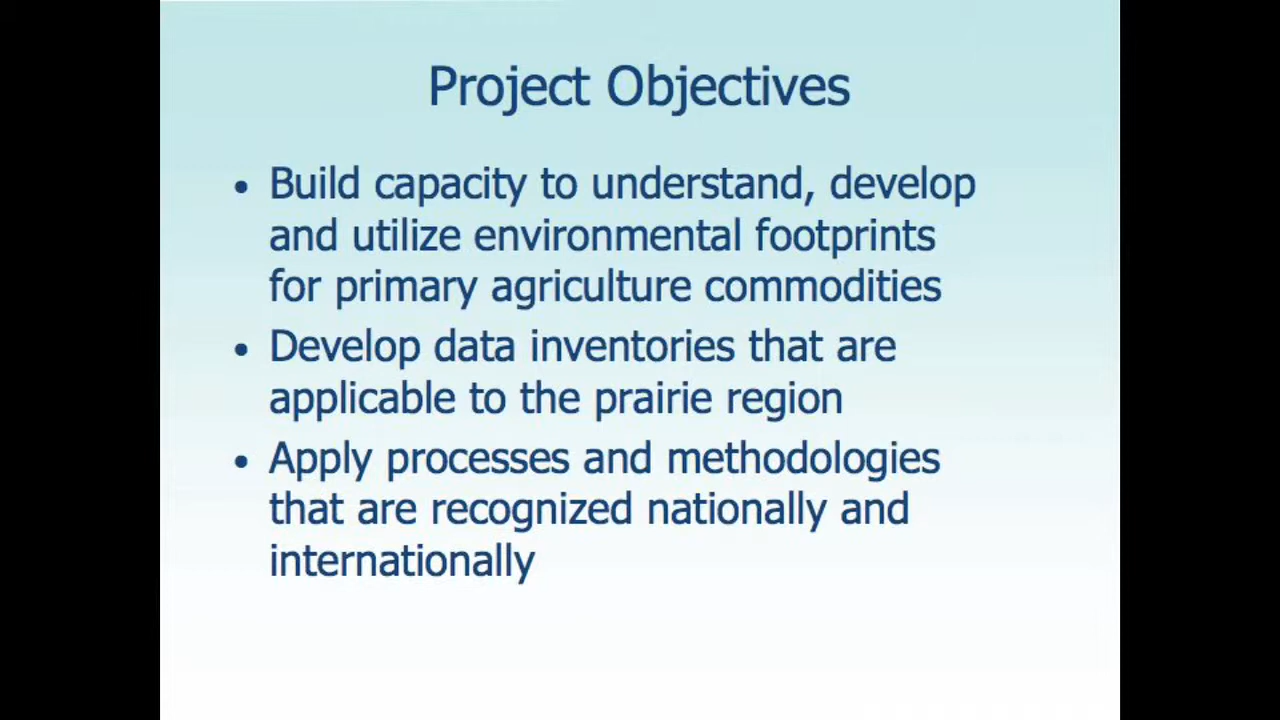 Project Objectives
• Build capacity to understand, develop
and utilize environmental footprints
for primary agriculture commodities
• Develop data inventories that are
applicable to the prairie region
• Apply processes and methodologies
that are recognized nationally and
internationally